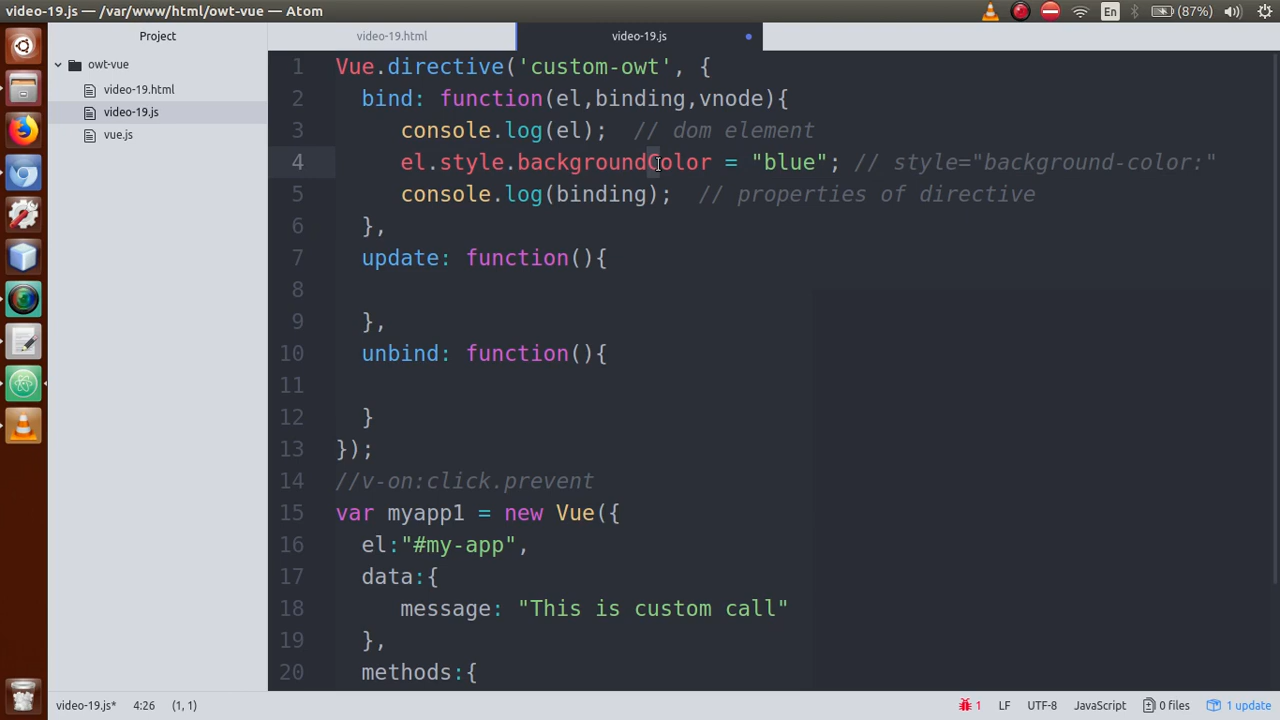 video-19.js — /var/www/html/owt-vue — Atom
En
(87%)
Project
video-19.html
video-19.js
owt-vue
video-19.html
video-19.js
vue.js
1 Vue.directive('custom-owt', {
2 bind: function(el,binding,vnode){
3 console.log(el); // dom element
4 el.style.backgroundColor = "blue"; // style="background-color:"
5 console.log(binding); // properties of directive
6 },
7 update: function(){
8
9 },
10 unbind: function(){
11
12 }
13 });
14 //v-on:click.prevent
15 var myapp1 = new Vue({
16 el:"#my-app",
17 data:{
18 message: "This is custom call"
19 },
20 methods:{
video-19.js* 4:26 (1, 1)
1 LF UTF-8 JavaScript 0 files 1 update